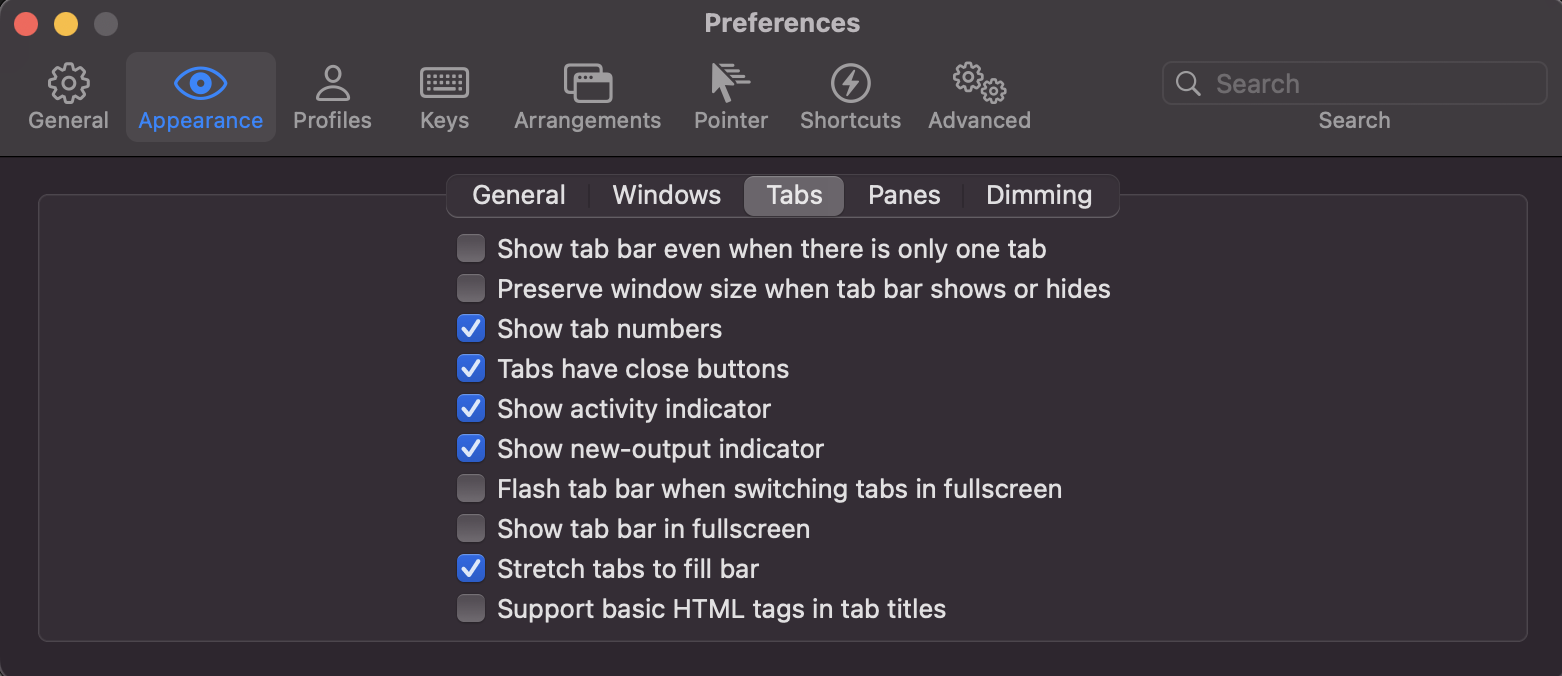 Preferences
General Appearance Profiles Keys Arrangements Pointer Shortcuts Advanced Search
Search
General Windows Tabs Panes Dimming
Show tab bar even when there is only one tab
Preserve window size when tab bar shows or hides
Show tab numbers
Tabs have close buttons
Show activity indicator
Show new-output indicator
Flash tab bar when switching tabs in fullscreen
Show tab bar in fullscreen
Stretch tabs to fill bar
Support basic HTML tags in tab titles